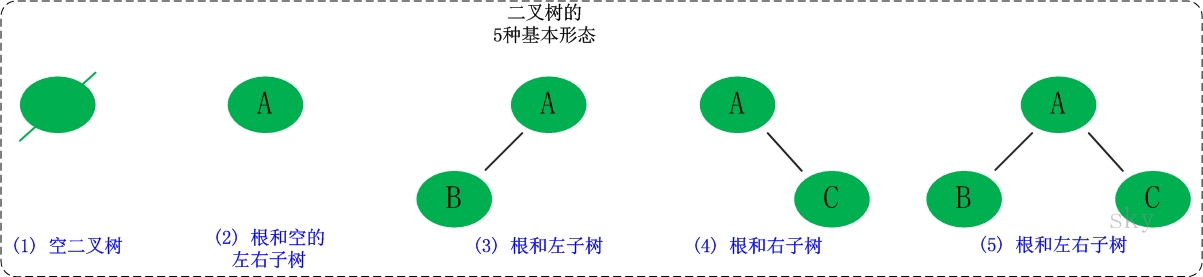 二叉树的
5种基本形态
A
A
A
A
B
C
B
C
sky
(1) 空二叉树
(2) 根和空的
左右子树
(3) 根和左子树
(4) 根和右子树
(5) 根和左右子树